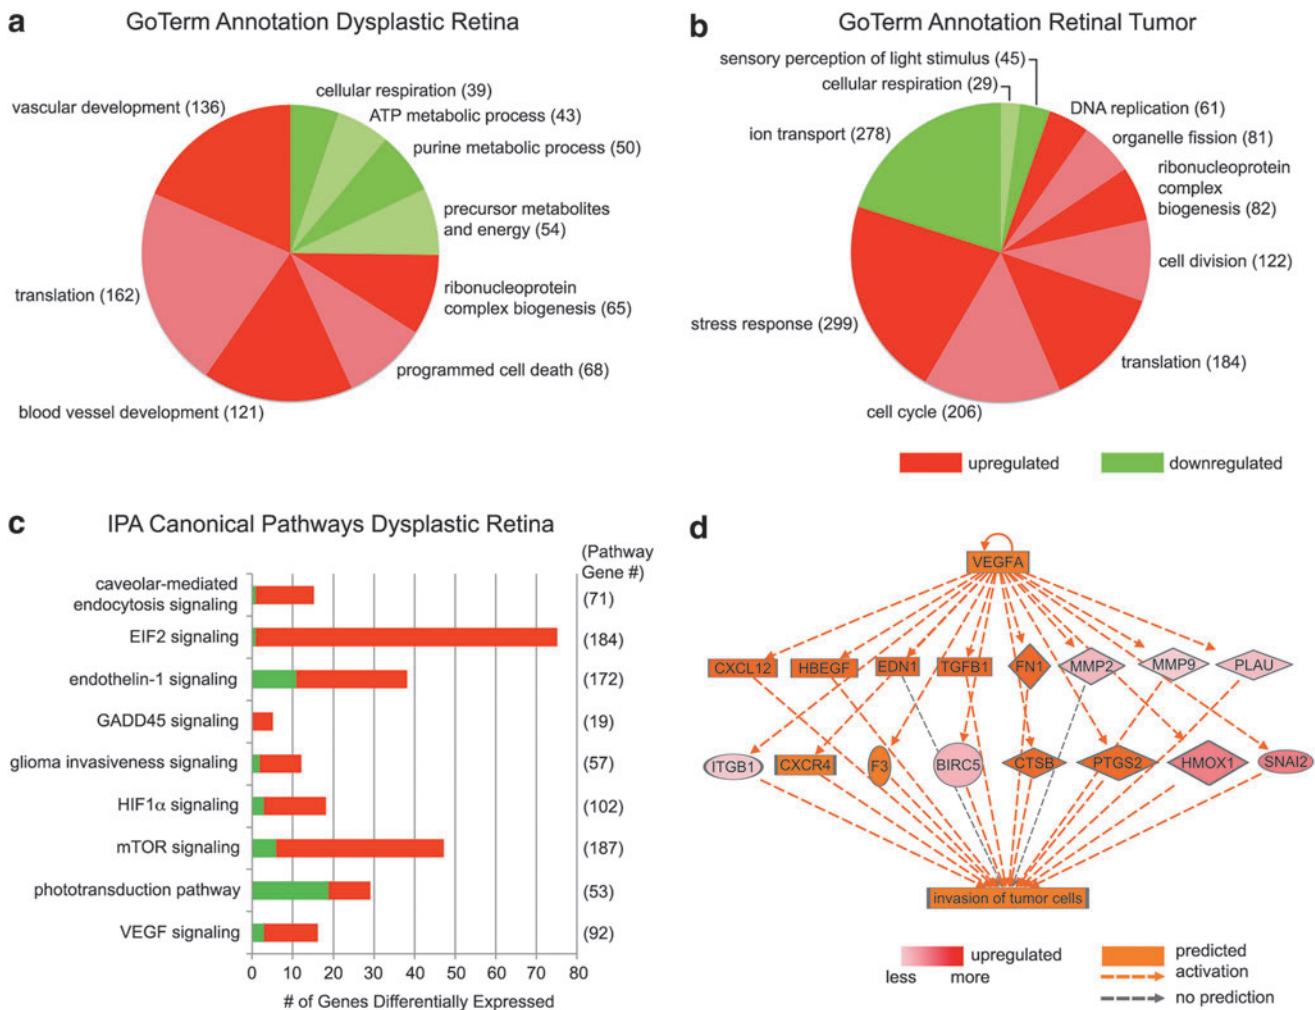 a
GoTerm Annotation Dysplastic Retina
cellular respiration (39)
ATP metabolic process (43)
purine metabolic process (50)
precursor metabolites
and energy (54)
ribonucleoprotein
complex biogenesis (65)
programmed cell death (68)
blood vessel development (121)
translation (162)
vascular development (136)
b
GoTerm Annotation Retinal Tumor
sensory perception of light stimulus (45)
cellular respiration (29)
DNA replication (61)
organelle fission (81)
ribonucleoprotein
complex
biogenesis (82)
cell division (122)
translation (184)
cell cycle (206)
stress response (299)
ion transport (278)
upregulated
downregulated
c
IPA Canonical Pathways Dysplastic Retina
(Pathway
Gene #)
caveolar-mediated
endocytosis signaling
(71)
EIF2 signaling
(184)
endothelin-1 signaling
(172)
GADD45 signaling
(19)
glioma invasiveness signaling
(57)
HIF1α signaling
(102)
mTOR signaling
(187)
phototransduction pathway
(53)
VEGF signaling
(92)
0 10 20 30 40 50 60 70 80
# of Genes Differentially Expressed
d
VEGFA
CXCL12 HBEGF EDN1 TGFB1 FN1 MMP2 MMP9 PLAU
ITGB1 CXCR4 F3 BIRC5 CTSB PTGS2 HMOX1 SNAI2
invasion of tumor cells
upregulated
less more
predicted
activation
no prediction